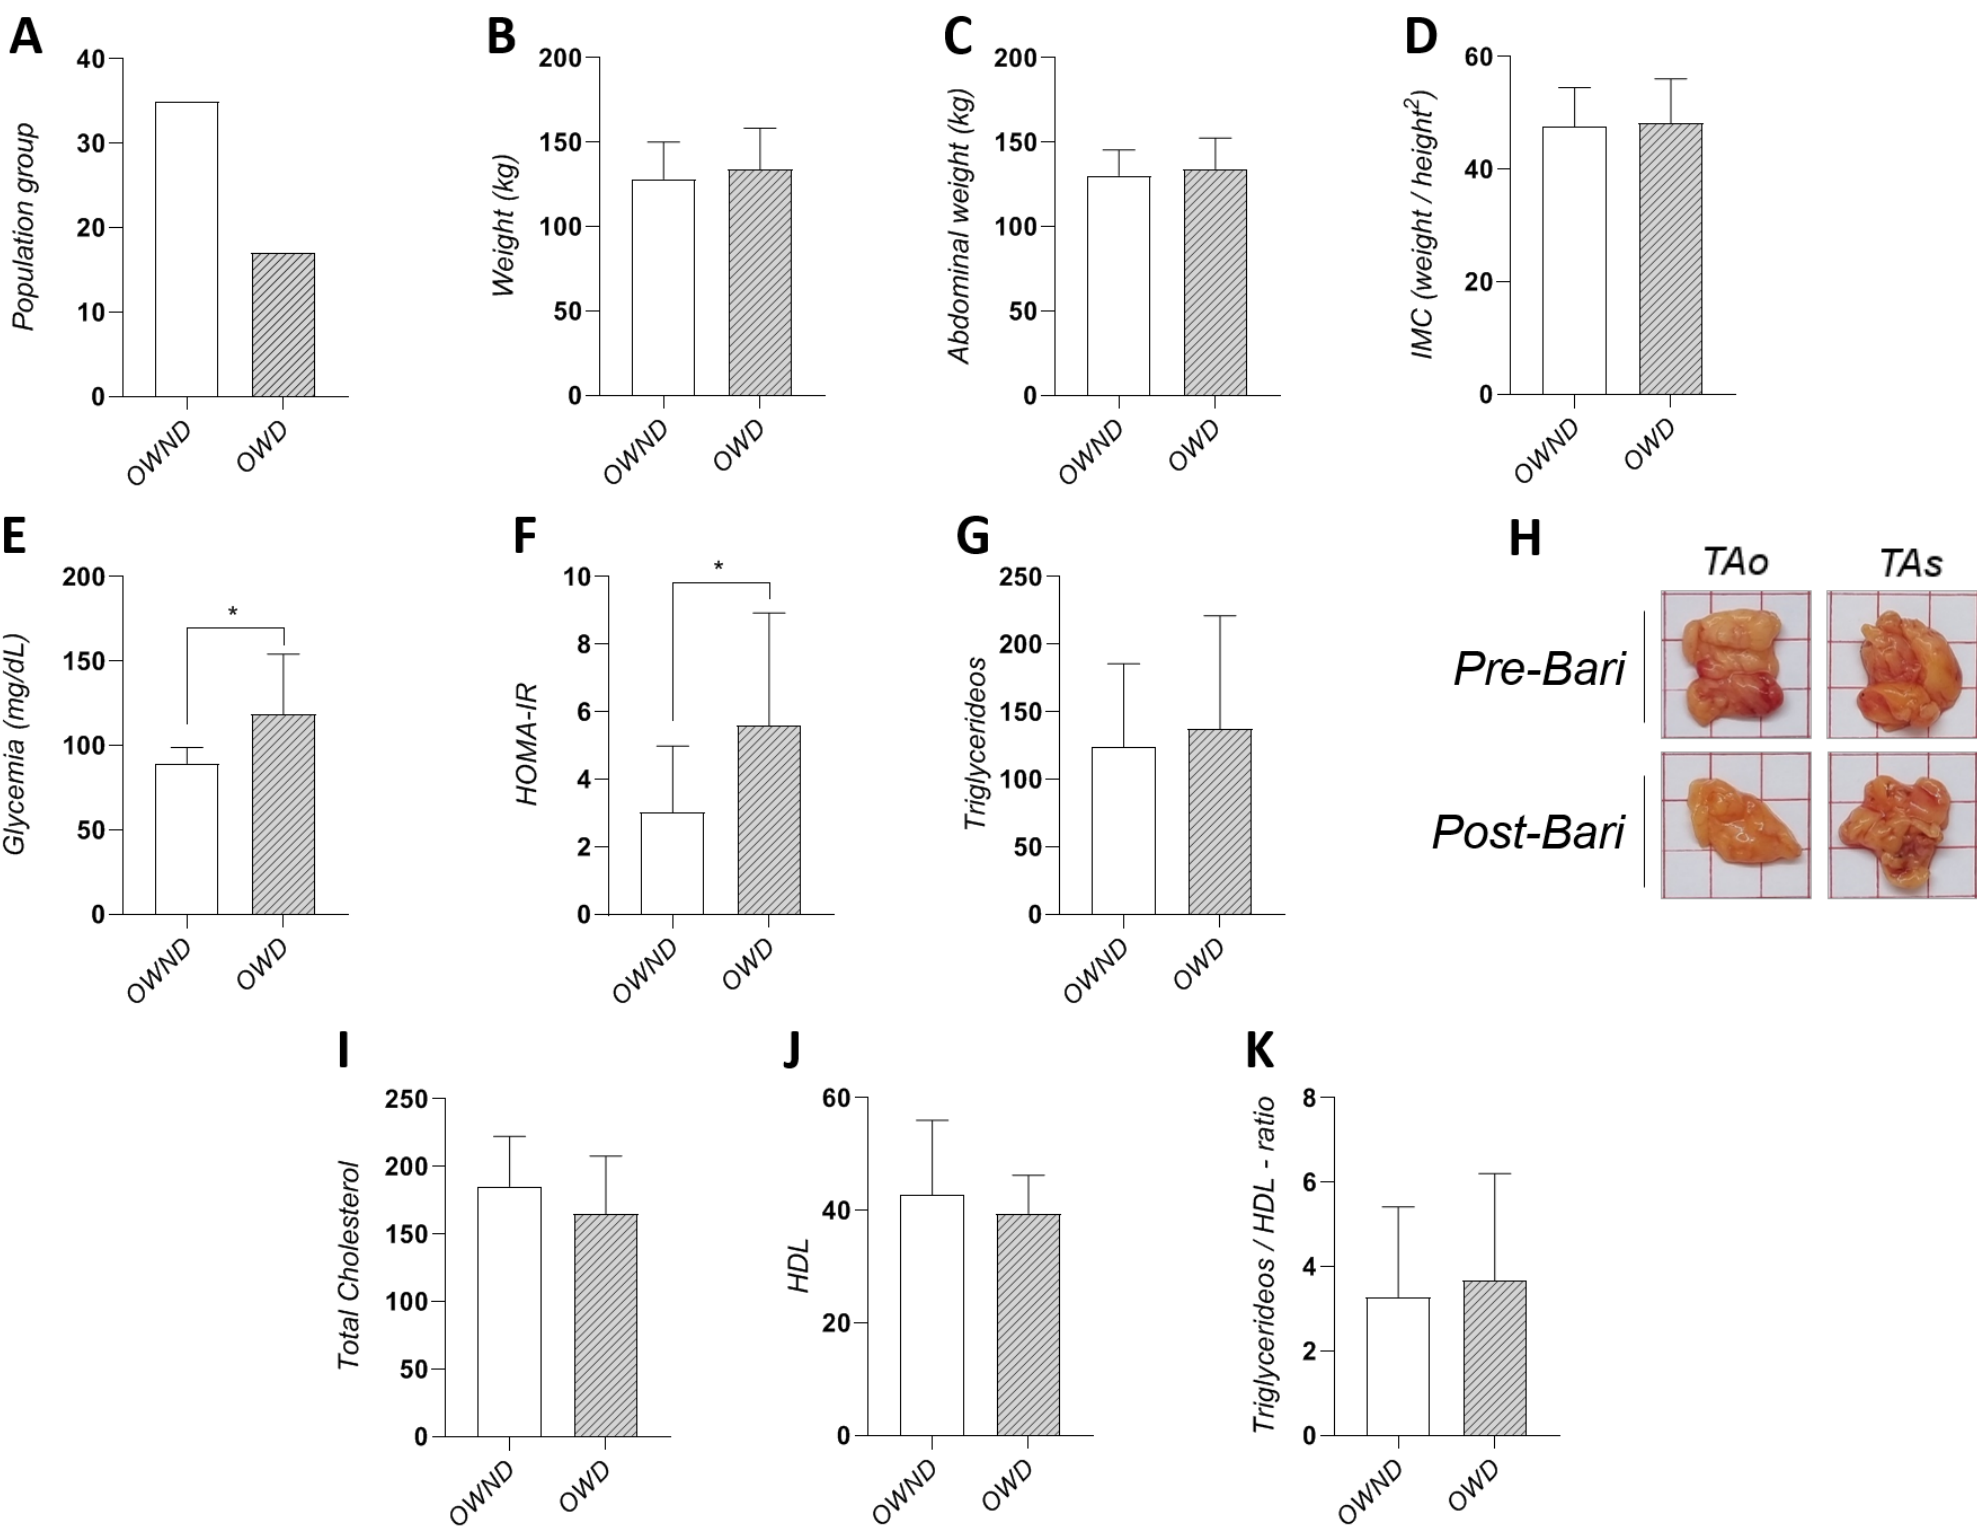 A
Population group
40
30
20
10
0
OWND
OWD
B
Weight (kg)
200
150
100
50
0
OWND
OWD
C
Abdominal weight (kg)
200
150
100
50
0
OWND
OWD
D
IMC (weight / height²)
60
40
20
0
OWND
OWD
E
Glycemia (mg/dL)
200
150
100
50
0
*
OWND
OWD
F
HOMA-IR
10
8
6
4
2
0
*
OWND
OWD
G
Triglycerideos
250
200
150
100
50
0
OWND
OWD
H
TAo
TAs
Pre-Bari
Post-Bari
I
Total Cholesterol
250
200
150
100
50
0
OWND
OWD
J
HDL
60
40
20
0
OWND
OWD
K
Triglycerideos / HDL - ratio
8
6
4
2
0
OWND
OWD